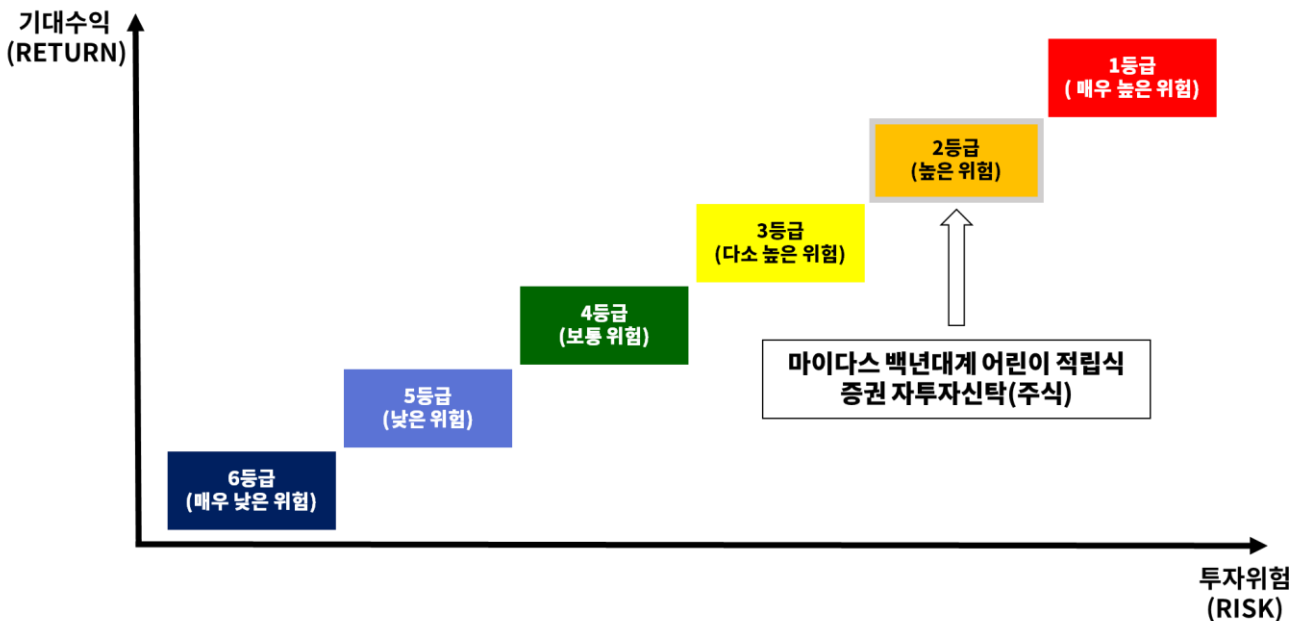 기대수익
(RETURN)
1등급
( 매우 높은 위험)
2등급
(높은 위험)
3등급
(다소 높은 위험)
4등급
(보통 위험)
마이다스 백년대계 어린이 적립식
증권 자투자신탁(주식)
5등급
(낮은 위험)
6등급
(매우 낮은 위험)
투자위험
(RISK)